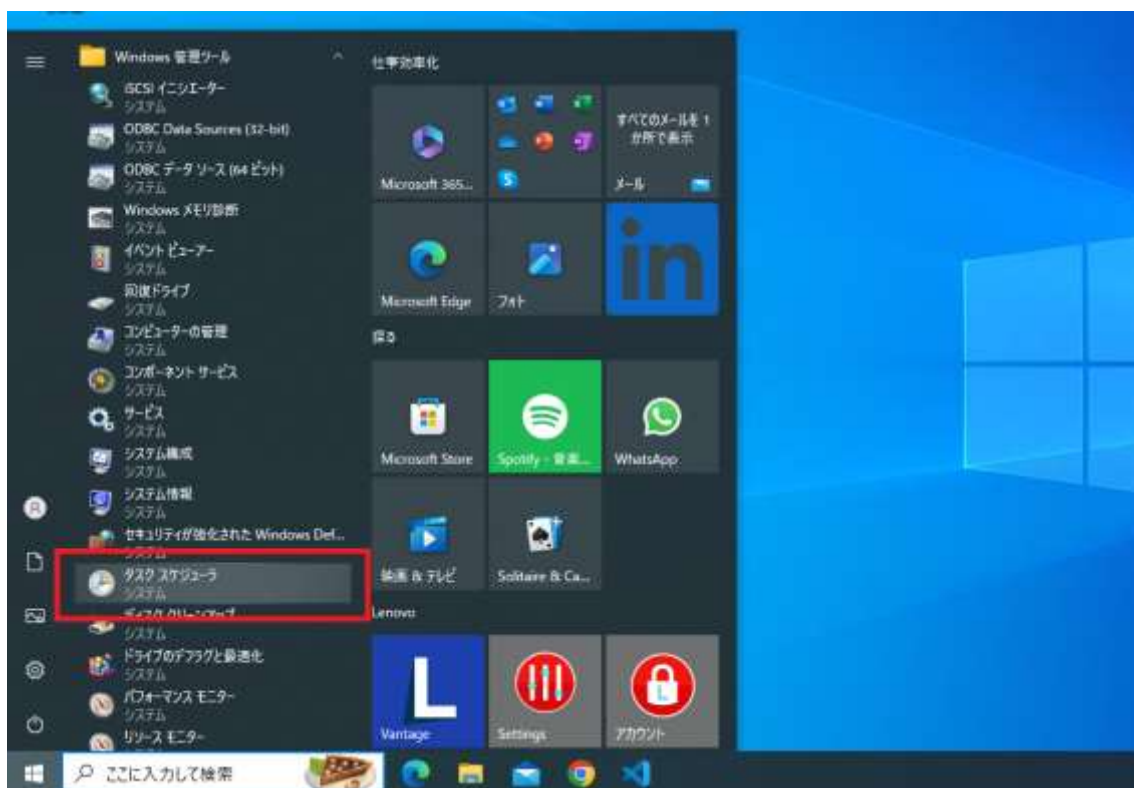 Windows 管理ツール
iSCSI イニシエーター
システム
ODBC Data Sources (32-bit)
システム
ODBC データ ソース (64 ビット)
システム
Windows メモリ診断
システム
イベント ビューアー
システム
回復ドライブ
システム
コンピューターの管理
システム
コンポーネント サービス
システム
サービス
システム
システム構成
システム
システム情報
システム
セキュリティが強化された Windows Def...
システム
タスク スケジューラ
システム
ディスク クリーンアップ
システム
ドライブのデフラグと最適化
システム
パフォーマンス モニター
システム
リソース モニター
仕事効率化
Microsoft 365...
すべてのメールを 1
か所で表示
メール
Microsoft Edge
フォト
in
探る
Microsoft Store
Spotify - 音楽...
WhatsApp
映画 & テレビ
Solitaire & Ca...
Lenovo
L
Vantage
Settings
L
アカウント
R
ここに入力して検索